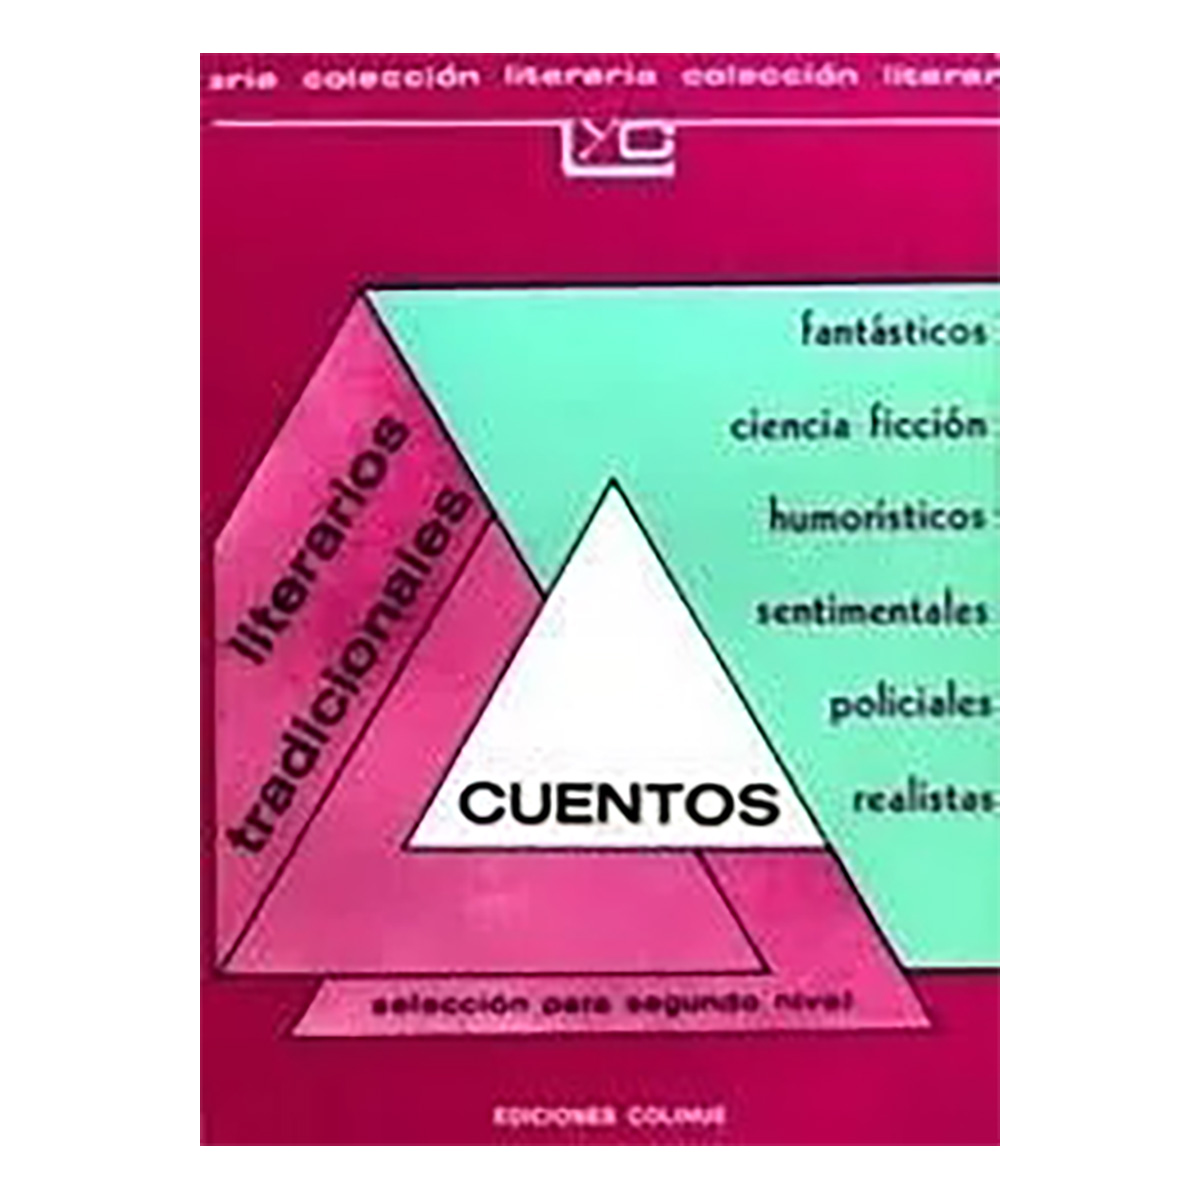 aria colección literaria colección literar
LYC
fantásticos
ciencia ficción
humorísticos
sentimentales
policiales
realistas
literarios
tradicionales
CUENTOS
selección para segundo nivel
EDICIONES COLIHUE